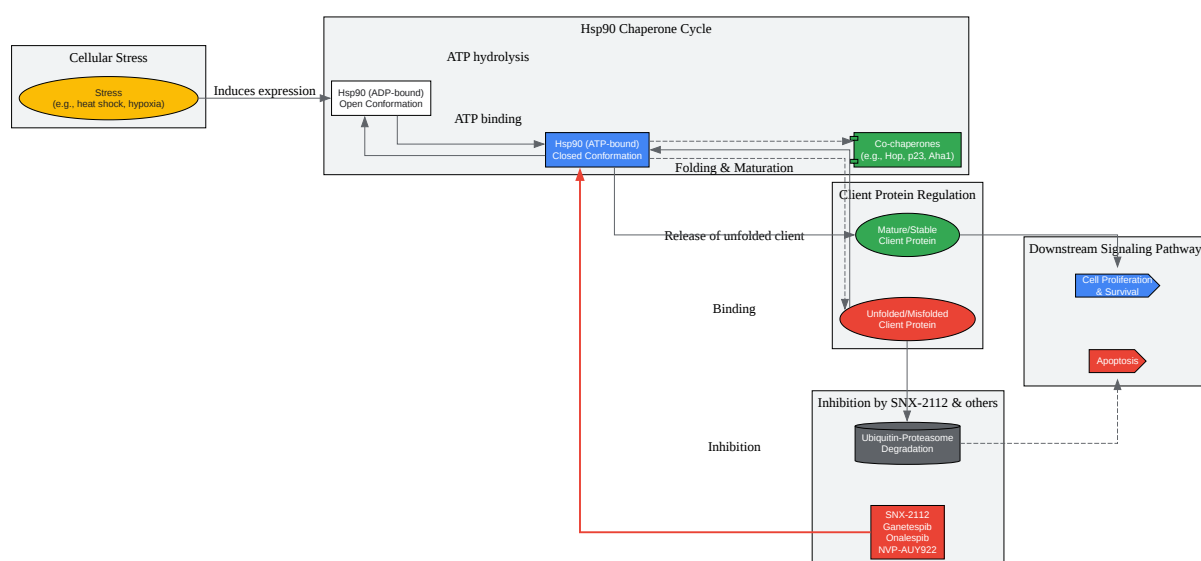 Hsp90 Chaperone Cycle
Cellular Stress
ATP hydrolysis
Stress
(e.g., heat shock, hypoxia)
Induces expression
Hsp90 (ADP-bound)
Open Conformation
ATP binding
Hsp90 (ATP-bound)
Closed Conformation
Co-chaperones
(e.g., Hop, p23, Aha1)
Folding & Maturation
Client Protein Regulation
Release of unfolded client
Mature/Stable
Client Protein
Downstream Signaling Pathway
Cell Proliferation
& Survival
Binding
Unfolded/Misfolded
Client Protein
Apoptosis
Inhibition by SNX-2112 & others
Inhibition
Ubiquitin-Proteasome
Degradation
SNX-2112
Ganetespib
Onalespib
NVP-AUY922